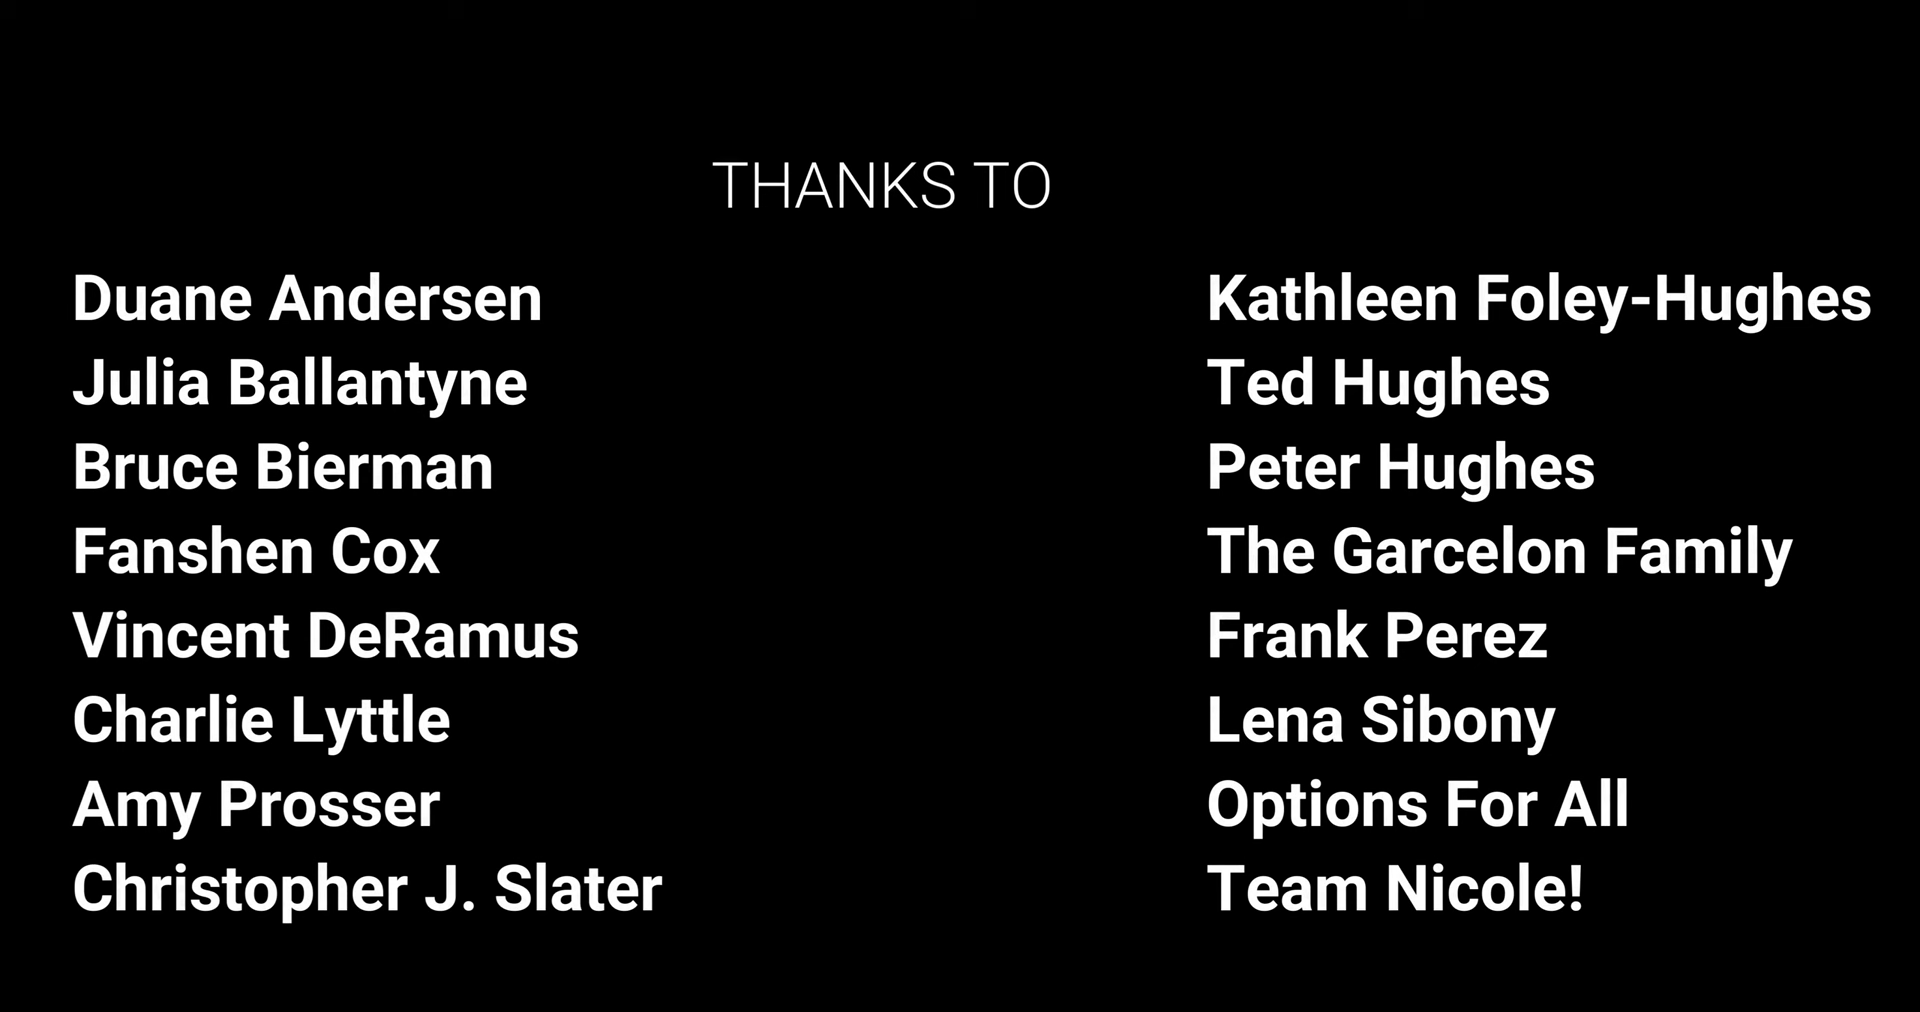 THANKS TO
Duane Andersen
Julia Ballantyne
Bruce Bierman
Fanshen Cox
Vincent DeRamus
Charlie Lyttle
Amy Prosser
Christopher J. Slater
Kathleen Foley-Hughes
Ted Hughes
Peter Hughes
The Garcelon Family
Frank Perez
Lena Sibony
Options For All
Team Nicole!